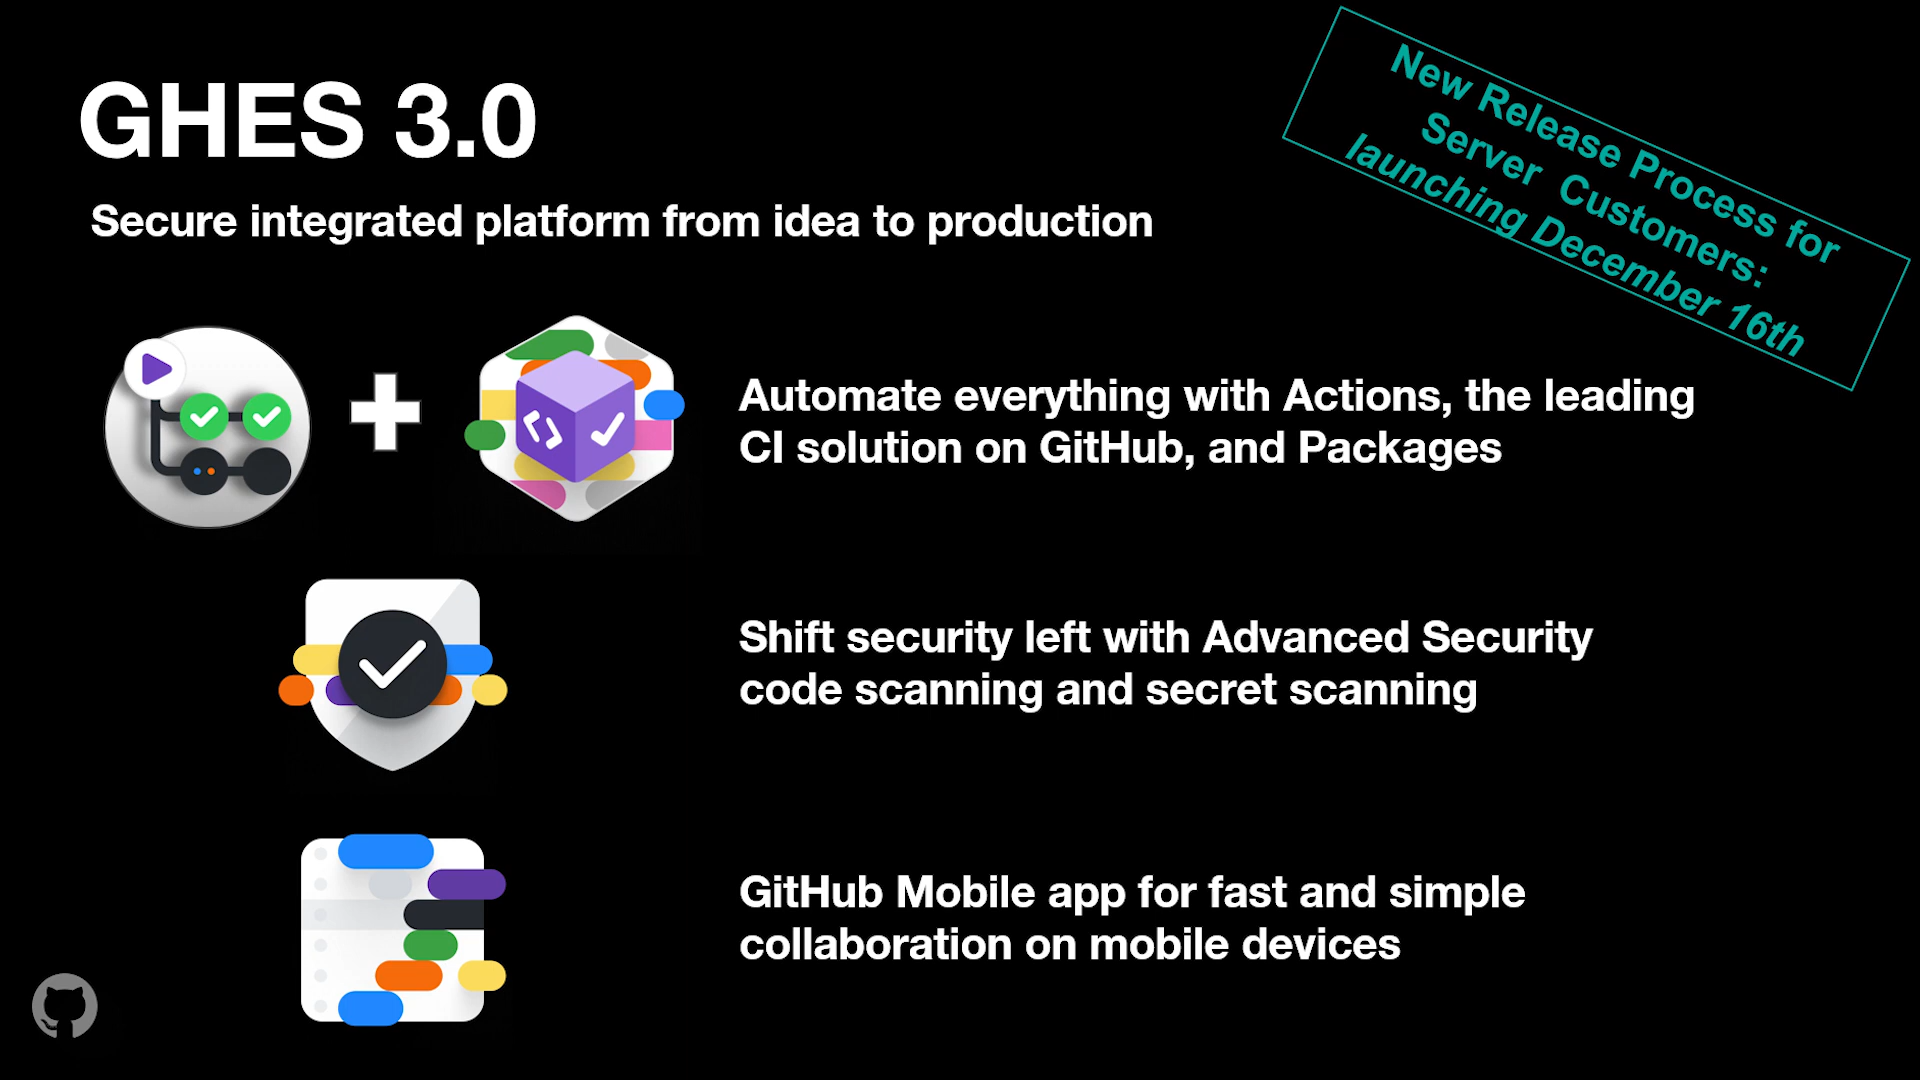 GHES 3.0
Secure integrated platform from idea to production
New Release Process for
Server Customers:
launching December 16th
Automate everything with Actions, the leading
CI solution on GitHub, and Packages
Shift security left with Advanced Security
code scanning and secret scanning
GitHub Mobile app for fast and simple
collaboration on mobile devices